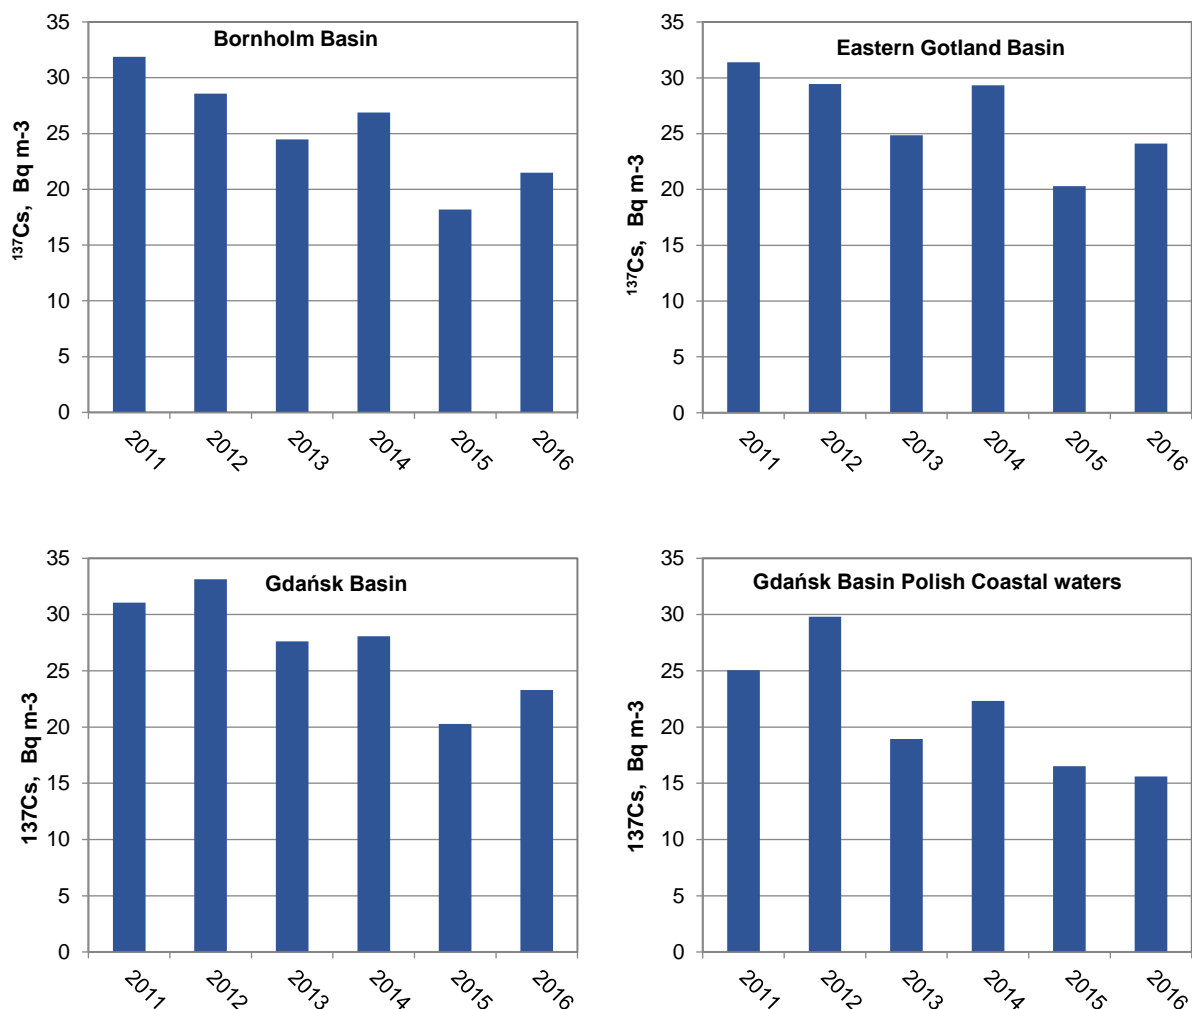 Bornholm Basin
¹³⁷Cs, Bq m-3
35
30
25
20
15
10
5
0
2011 2012 2013 2014 2015 2016
Eastern Gotland Basin
¹³⁷Cs, Bq m-3
35
30
25
20
15
10
5
0
2011 2012 2013 2014 2015 2016
Gdańsk Basin
137Cs, Bq m-3
35
30
25
20
15
10
5
0
2011 2012 2013 2014 2015 2016
Gdańsk Basin Polish Coastal waters
137Cs, Bq m-3
35
30
25
20
15
10
5
0
2011 2012 2013 2014 2015 2016